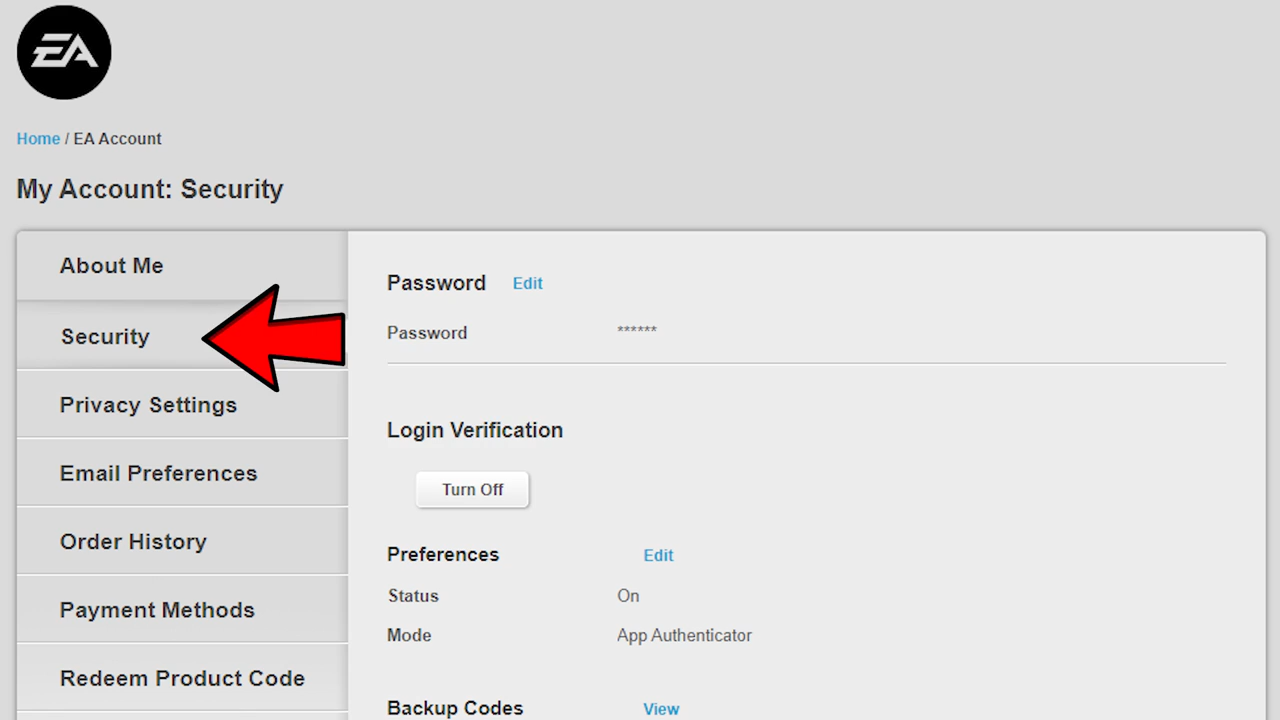 EA
Home / EA Account
My Account: Security
About Me
Security
Privacy Settings
Email Preferences
Order History
Payment Methods
Redeem Product Code
Password Edit
Password ******
Login Verification
Turn Off
Preferences Edit
Status On
Mode App Authenticator
Backup Codes View